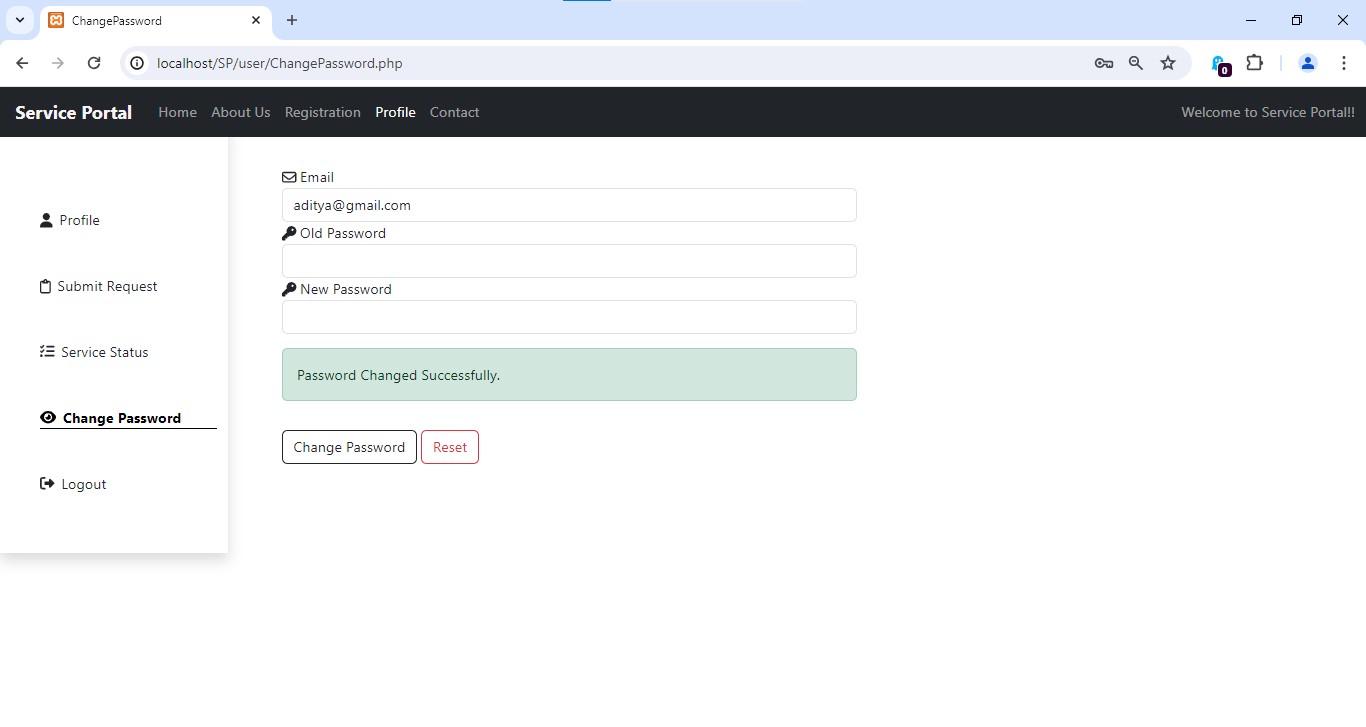 ChangePassword
localhost/SP/user/ChangePassword.php
0
Service Portal Home About Us Registration Profile Contact Welcome to Service Portal!!
Profile
Submit Request
Service Status
Change Password
Logout
Email
aditya@gmail.com
Old Password
New Password
Password Changed Successfully.
Change Password Reset